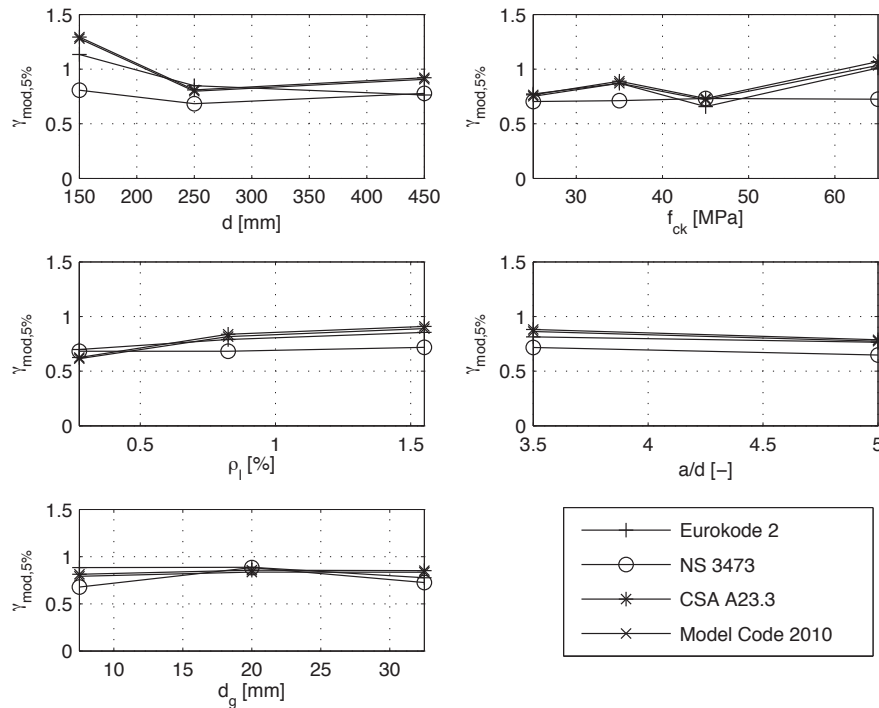 1.5
1
0.5
0
γmod,5%
150 200 250 300 350 400 450
d [mm]
1.5
1
0.5
0
γmod,5%
30 40 50 60
fck [MPa]
1.5
1
0.5
0
γmod,5%
0.5 1 1.5
ρl [%]
1.5
1
0.5
0
γmod,5%
3.5 4 4.5 5
a/d [−]
1.5
1
0.5
0
γmod,5%
10 15 20 25 30
dg [mm]
Eurokode 2
NS 3473
CSA A23.3
Model Code 2010